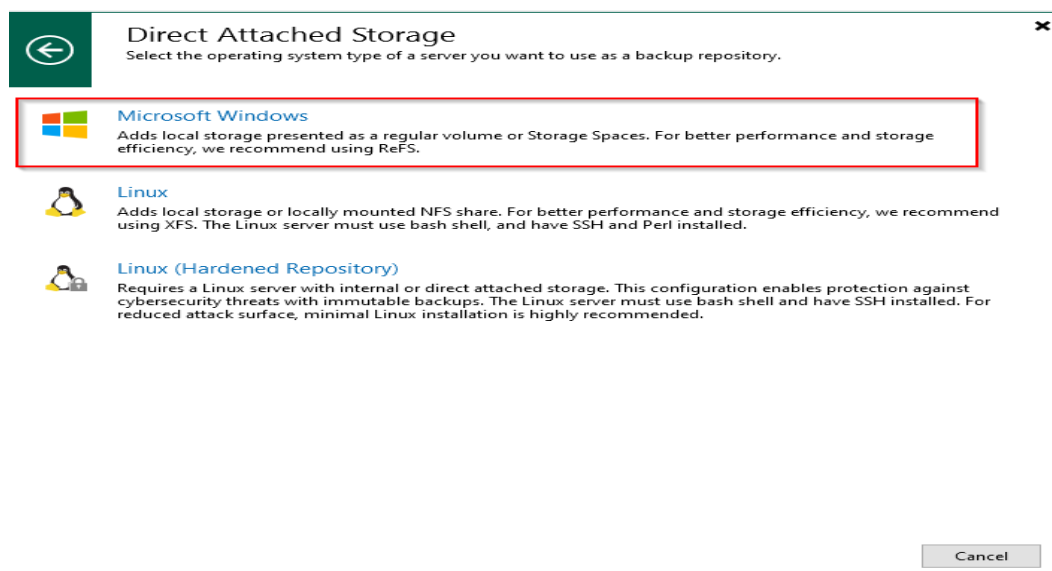 Direct Attached Storage
Select the operating system type of a server you want to use as a backup repository.
Microsoft Windows
Adds local storage presented as a regular volume or Storage Spaces. For better performance and storage
efficiency, we recommend using ReFS.
Linux
Adds local storage or locally mounted NFS share. For better performance and storage efficiency, we recommend
using XFS. The Linux server must use bash shell, and have SSH and Perl installed.
Linux (Hardened Repository)
Requires a Linux server with internal or direct attached storage. This configuration enables protection against
cybersecurity threats with immutable backups. The Linux server must use bash shell and have SSH installed. For
reduced attack surface, minimal Linux installation is highly recommended.
Cancel